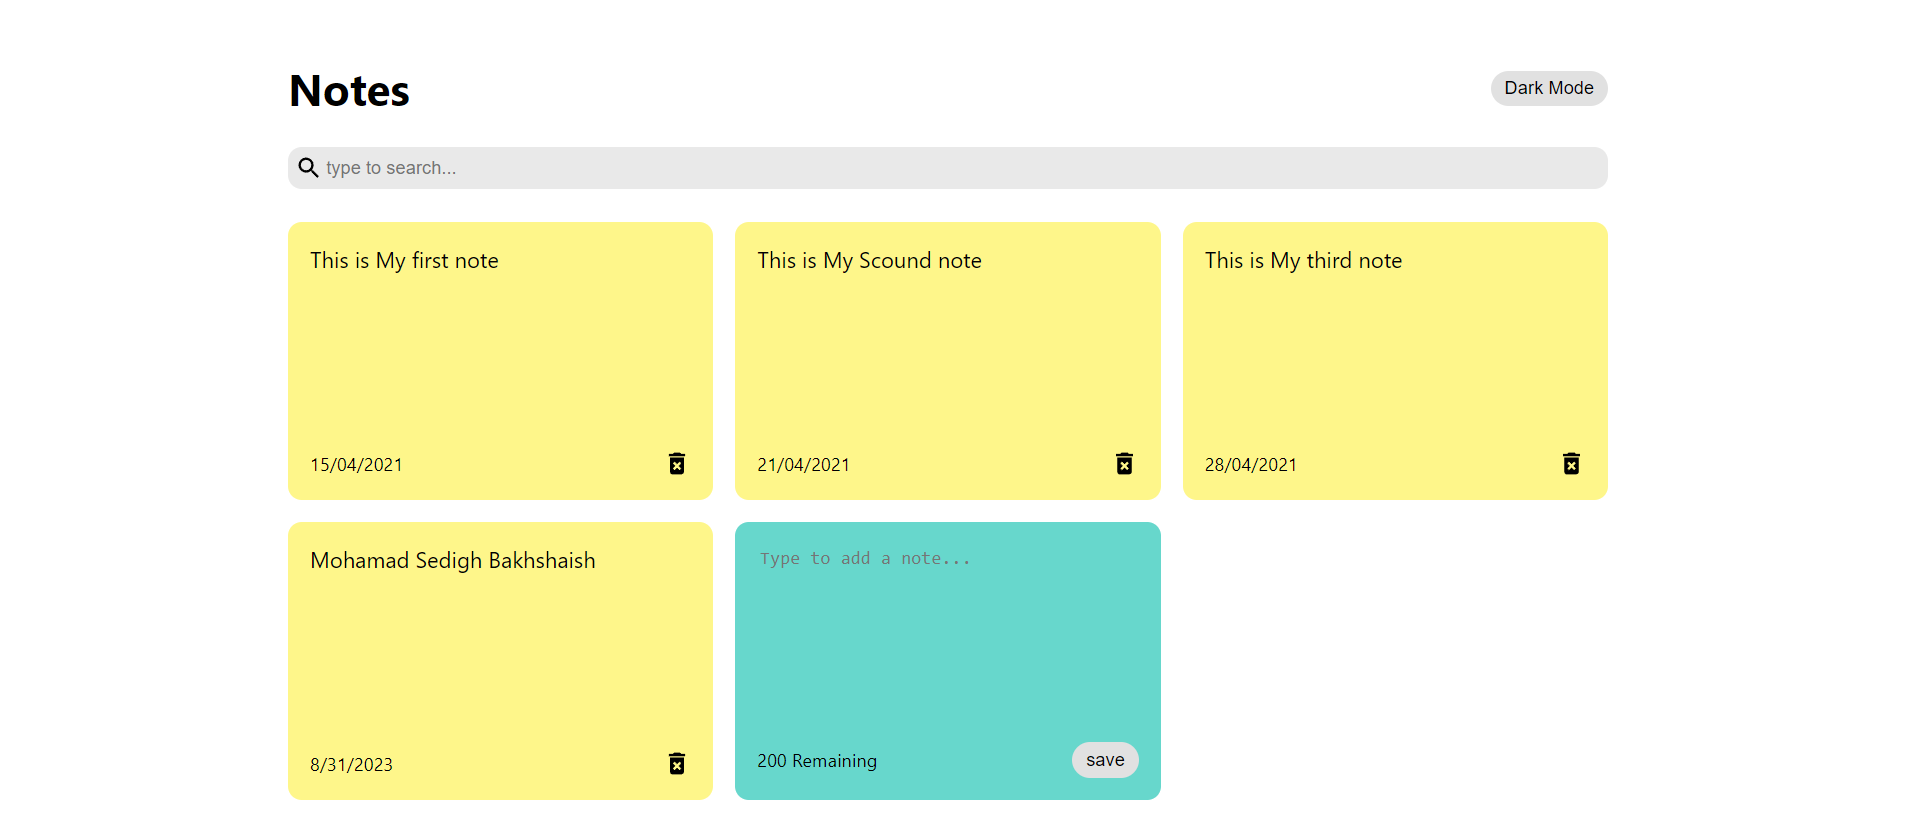 Notes
Dark Mode
type to search...
This is My first note
15/04/2021
This is My Scound note
21/04/2021
This is My third note
28/04/2021
Mohamad Sedigh Bakhshaish
8/31/2023
Type to add a note...
200 Remaining
save